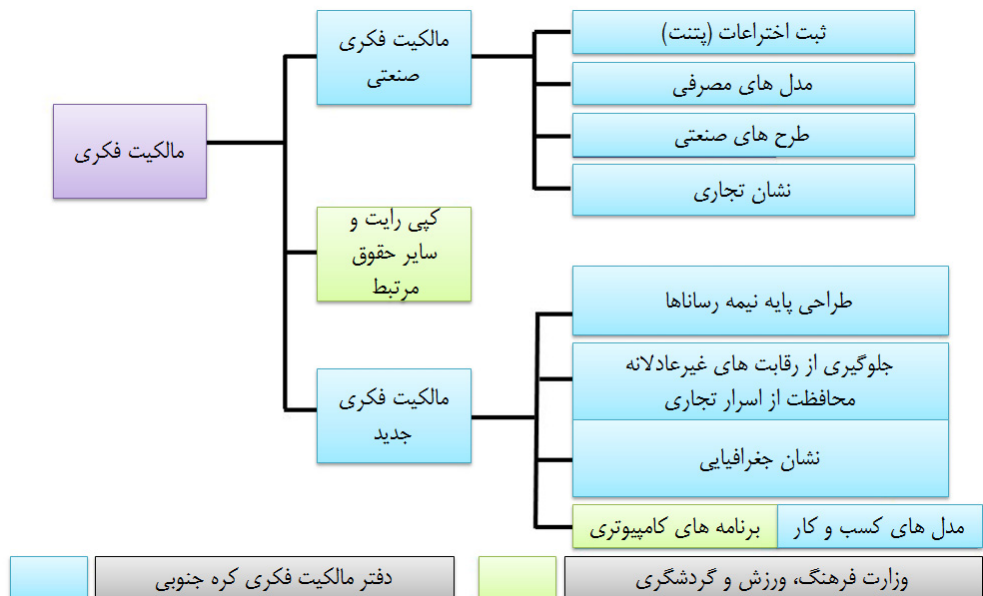 مالکیت فکری
مالکیت فکری
صنعتی
ثبت اختراعات (پتنت)
مدل های مصرفی
طرح های صنعتی
نشان تجاری
کپی رایت و
سایر حقوق
مرتبط
مالکیت فکری
جدید
طراحی پایه نیمه رساناها
جلوگیری از رقابت های غیرعادلانه
محافظت از اسرار تجاری
نشان جغرافیایی
مدل های کسب و کار
برنامه های کامپیوتری
وزارت فرهنگ، ورزش و گردشگری
دفتر مالکیت فکری کره جنوبی